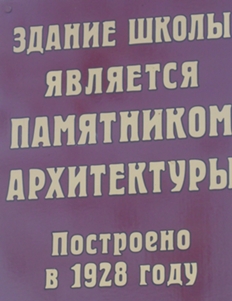 ЗДАНИЕ ШКОЛЫ
ЯВЛЯЕТСЯ
ПАМЯТНИКОМ
АРХИТЕКТУРЫ
Построено
в 1928 году